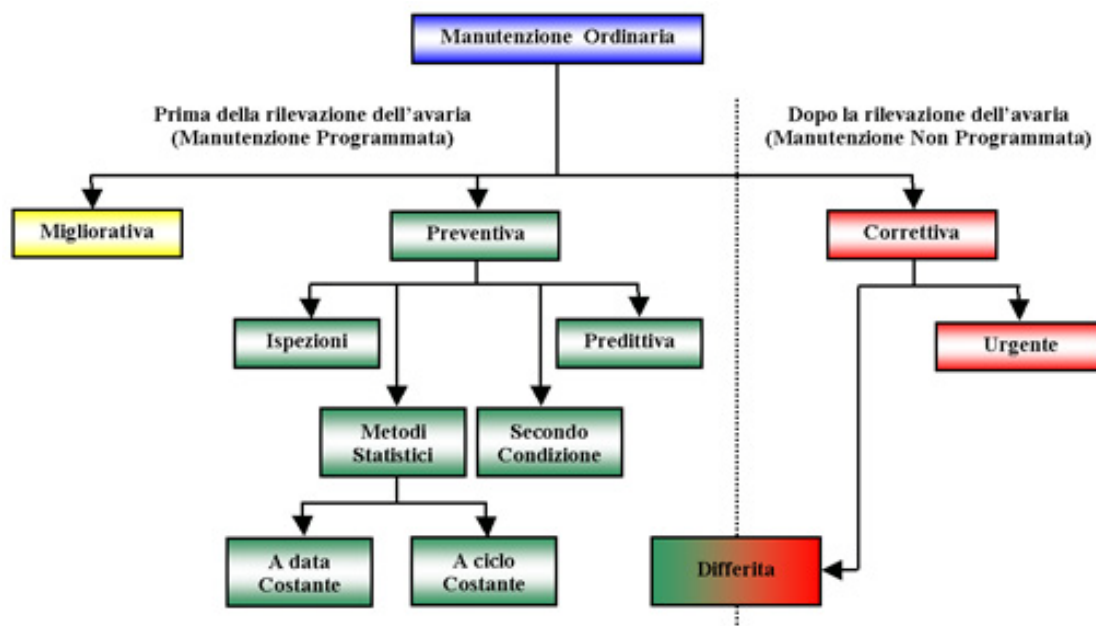 Manutenzione Ordinaria
Prima della rilevazione dell'avaria
(Manutenzione Programmata)
Dopo la rilevazione dell'avaria
(Manutenzione Non Programmata)
Migliorativa
Preventiva
Correttiva
Ispezioni
Predittiva
Urgente
Metodi
Statistici
Secondo
Condizione
A data
Costante
A ciclo
Costante
Differita